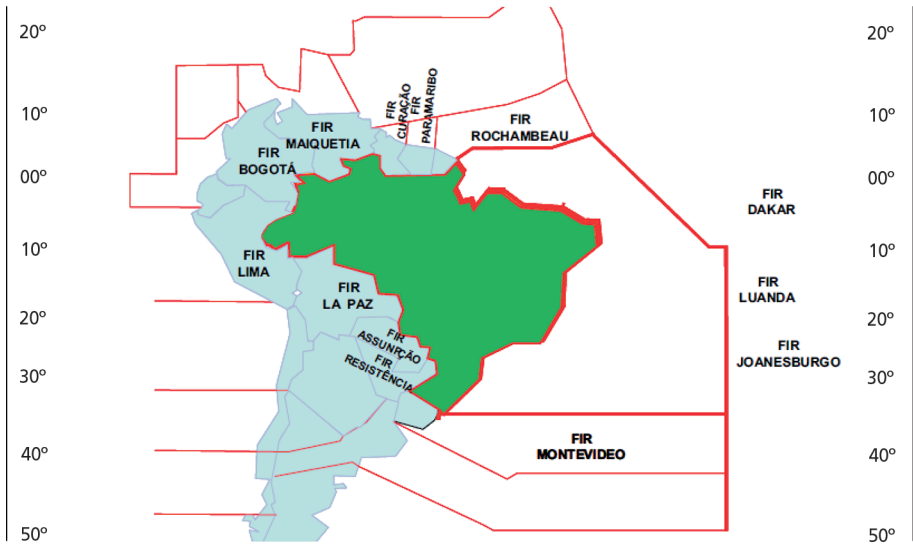 20º
20º
10º
10º
00º
00º
10º
10º
20º
20º
30º
30º
40º
40º
50º
50º
FIR
CURAÇÃO
FIR
PARAMARIBO
FIR
ROCHAMBEAU
FIR
MAIQUETIA
FIR
BOGOTÁ
FIR
DAKAR
FIR
LIMA
FIR
LA PAZ
FIR
LUANDA
FIR
ASSUNÇÃO
FIR
RESISTÊNCIA
FIR
JOANESBURGO
FIR
MONTEVIDEO